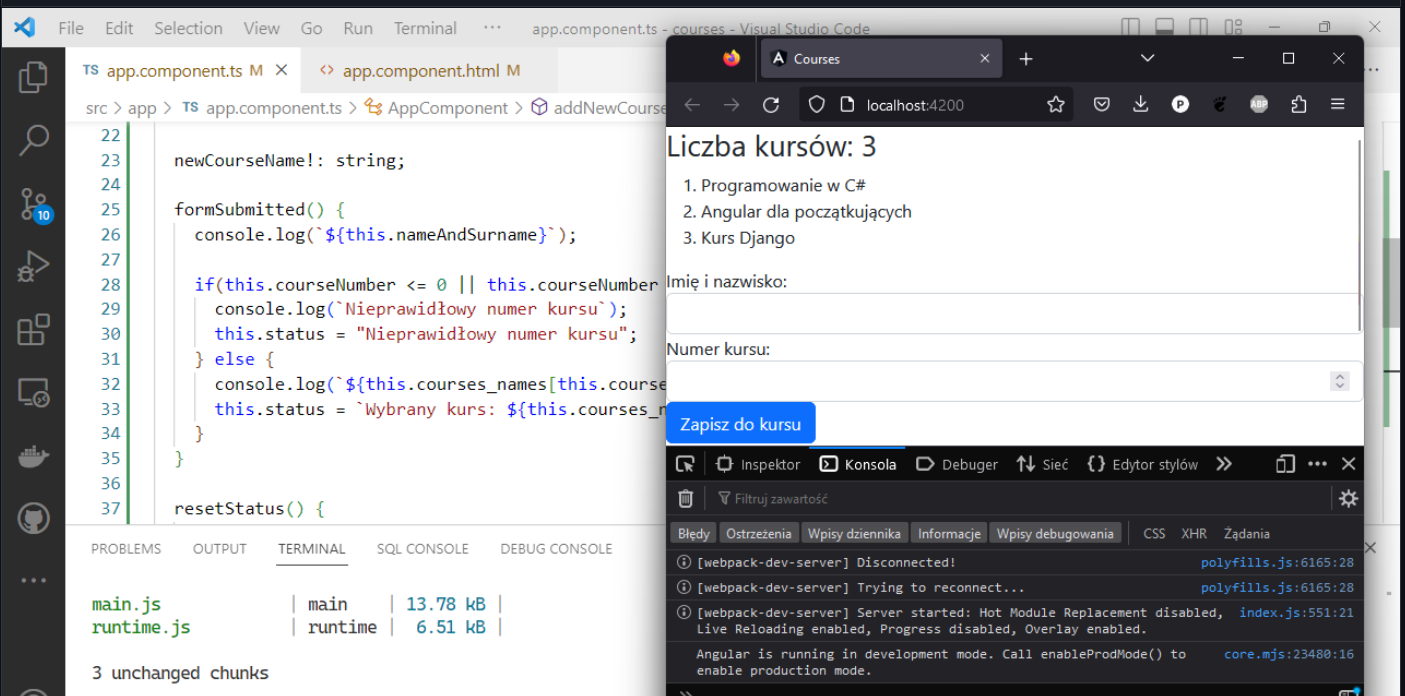 File Edit Selection View Go Run Terminal ··· app.component.ts - courses - Visual Studio Code
TS app.component.ts M
<> app.component.html M
src > app > TS app.component.ts > AppComponent > addNewCourse
22
23 newCourseName!: string;
24
25 formSubmitted() {
26 console.log(`${this.nameAndSurname}`);
27
28 if(this.courseNumber <= 0 || this.courseNumber
29 console.log(`Nieprawidłowy numer kursu`);
30 this.status = "Nieprawidłowy numer kursu";
31 } else {
32 console.log(`${this.courses_names[this.course
33 this.status = `Wybrany kurs: ${this.courses_n
34 }
35 }
36
37 resetStatus() {
10
PROBLEMS OUTPUT TERMINAL SQL CONSOLE DEBUG CONSOLE
main.js | main | 13.78 kB |
runtime.js | runtime | 6.51 kB |
3 unchanged chunks
Courses
localhost:4200
P
ABP
Liczba kursów: 3
1. Programowanie w C#
2. Angular dla początkujących
3. Kurs Django
Imię i nazwisko:
Numer kursu:
Zapisz do kursu
Inspektor Konsola Debuger Sieć {} Edytor stylów
Filtruj zawartość
Błędy Ostrzeżenia Wpisy dziennika Informacje Wpisy debugowania CSS XHR Żądania
[webpack-dev-server] Disconnected! polyfills.js:6165:28
[webpack-dev-server] Trying to reconnect... polyfills.js:6165:28
[webpack-dev-server] Server started: Hot Module Replacement disabled, index.js:551:21
Live Reloading enabled, Progress disabled, Overlay enabled.
Angular is running in development mode. Call enableProdMode() to core.mjs:23480:16
enable production mode.